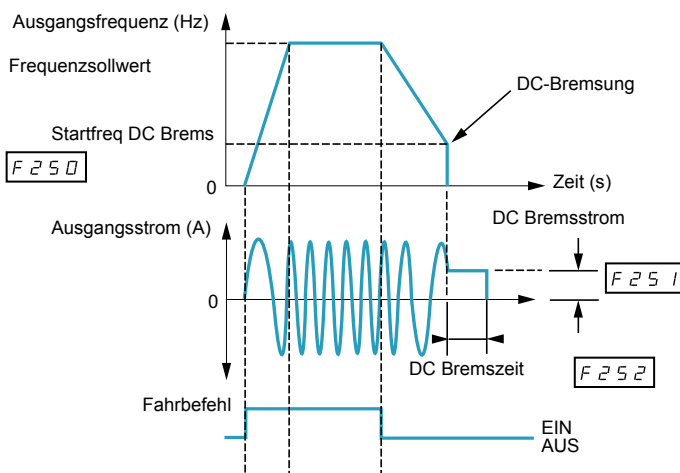 Ausgangsfrequenz (Hz)
Frequenzsollwert
DC-Bremsung
Startfreq DC Brems
F250
0
Zeit (s)
DC Bremsstrom
Ausgangsstrom (A)
F251
0
DC Bremszeit
F252
Fahrbefehl
EIN
AUS